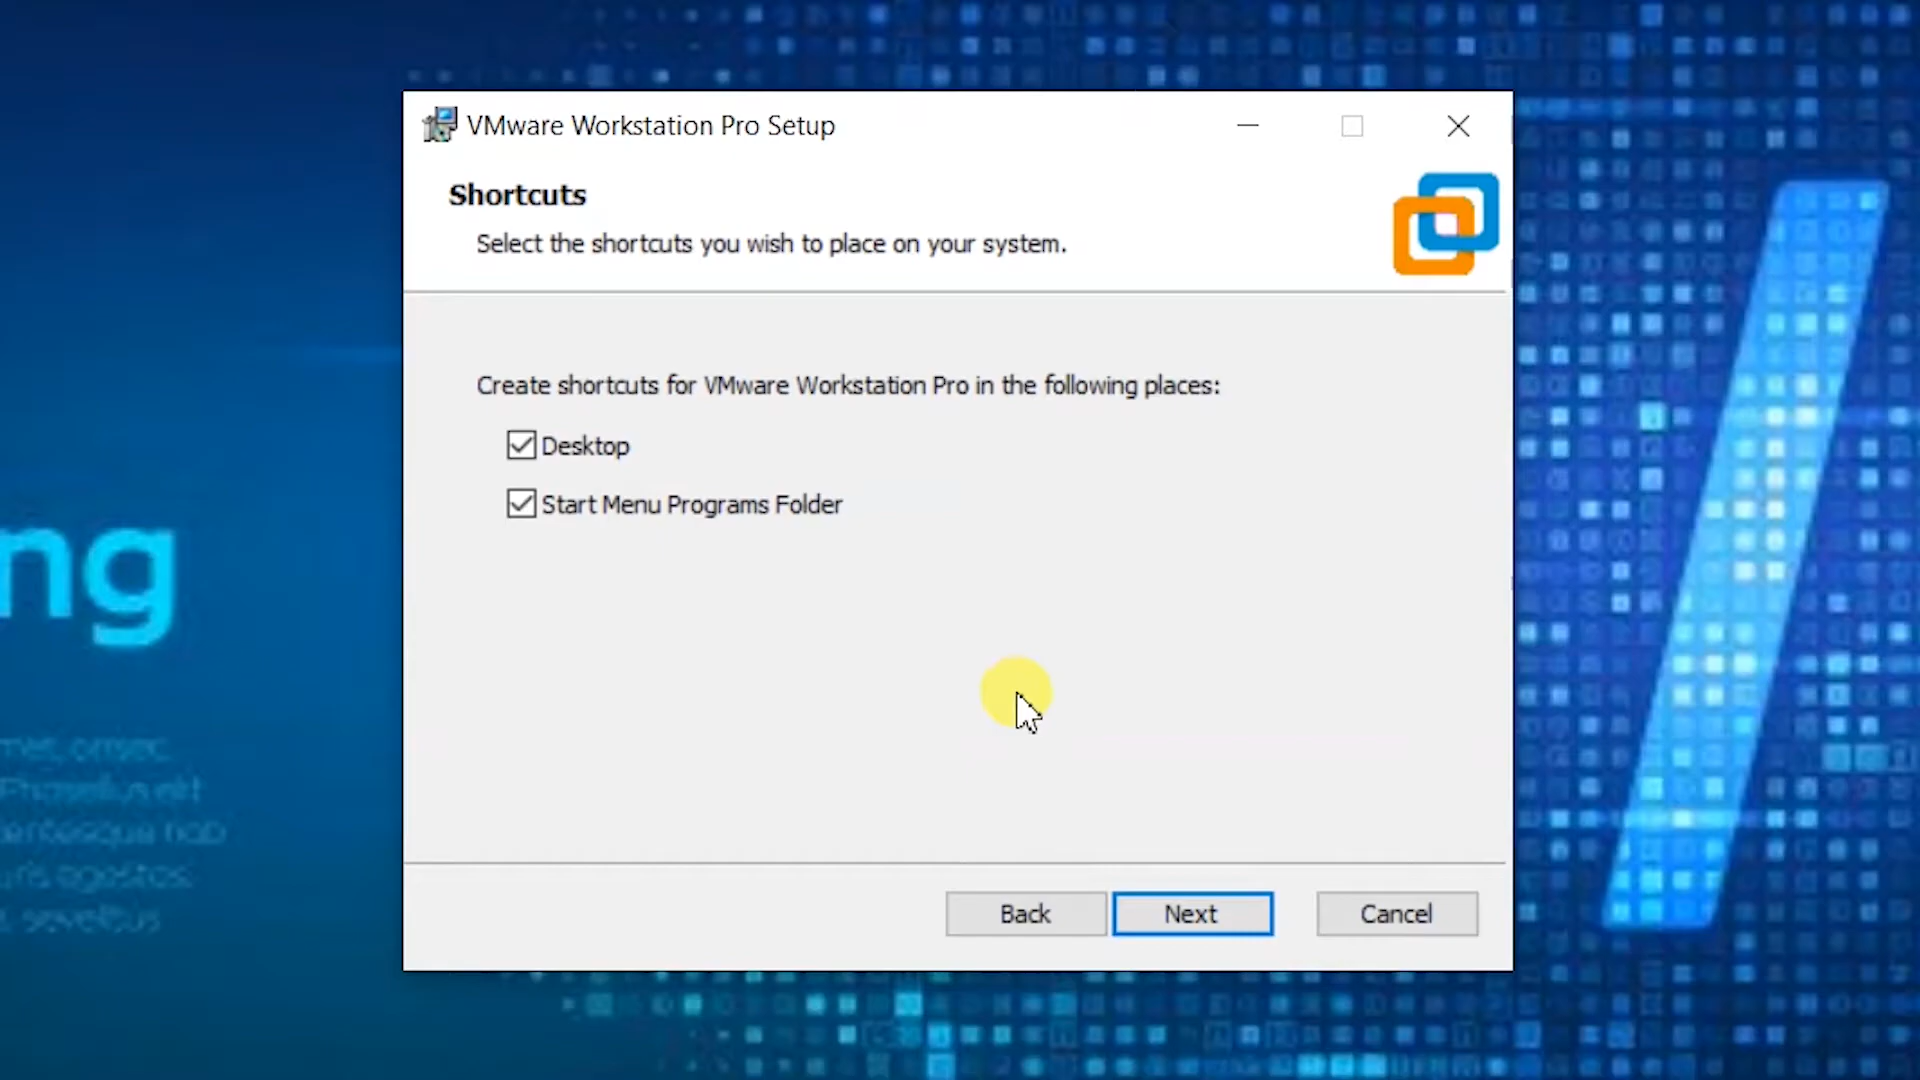 VMware Workstation Pro Setup
Shortcuts
Select the shortcuts you wish to place on your system.
Create shortcuts for VMware Workstation Pro in the following places:
Desktop
Start Menu Programs Folder
ng
Back
Next
Cancel